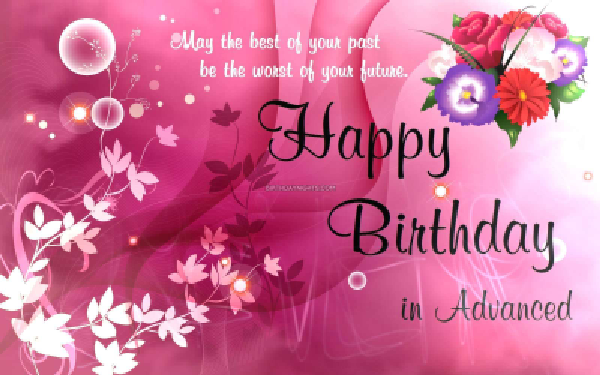 May the best of your past
be the worst of your future.
Happy
Birthday
in Advanced